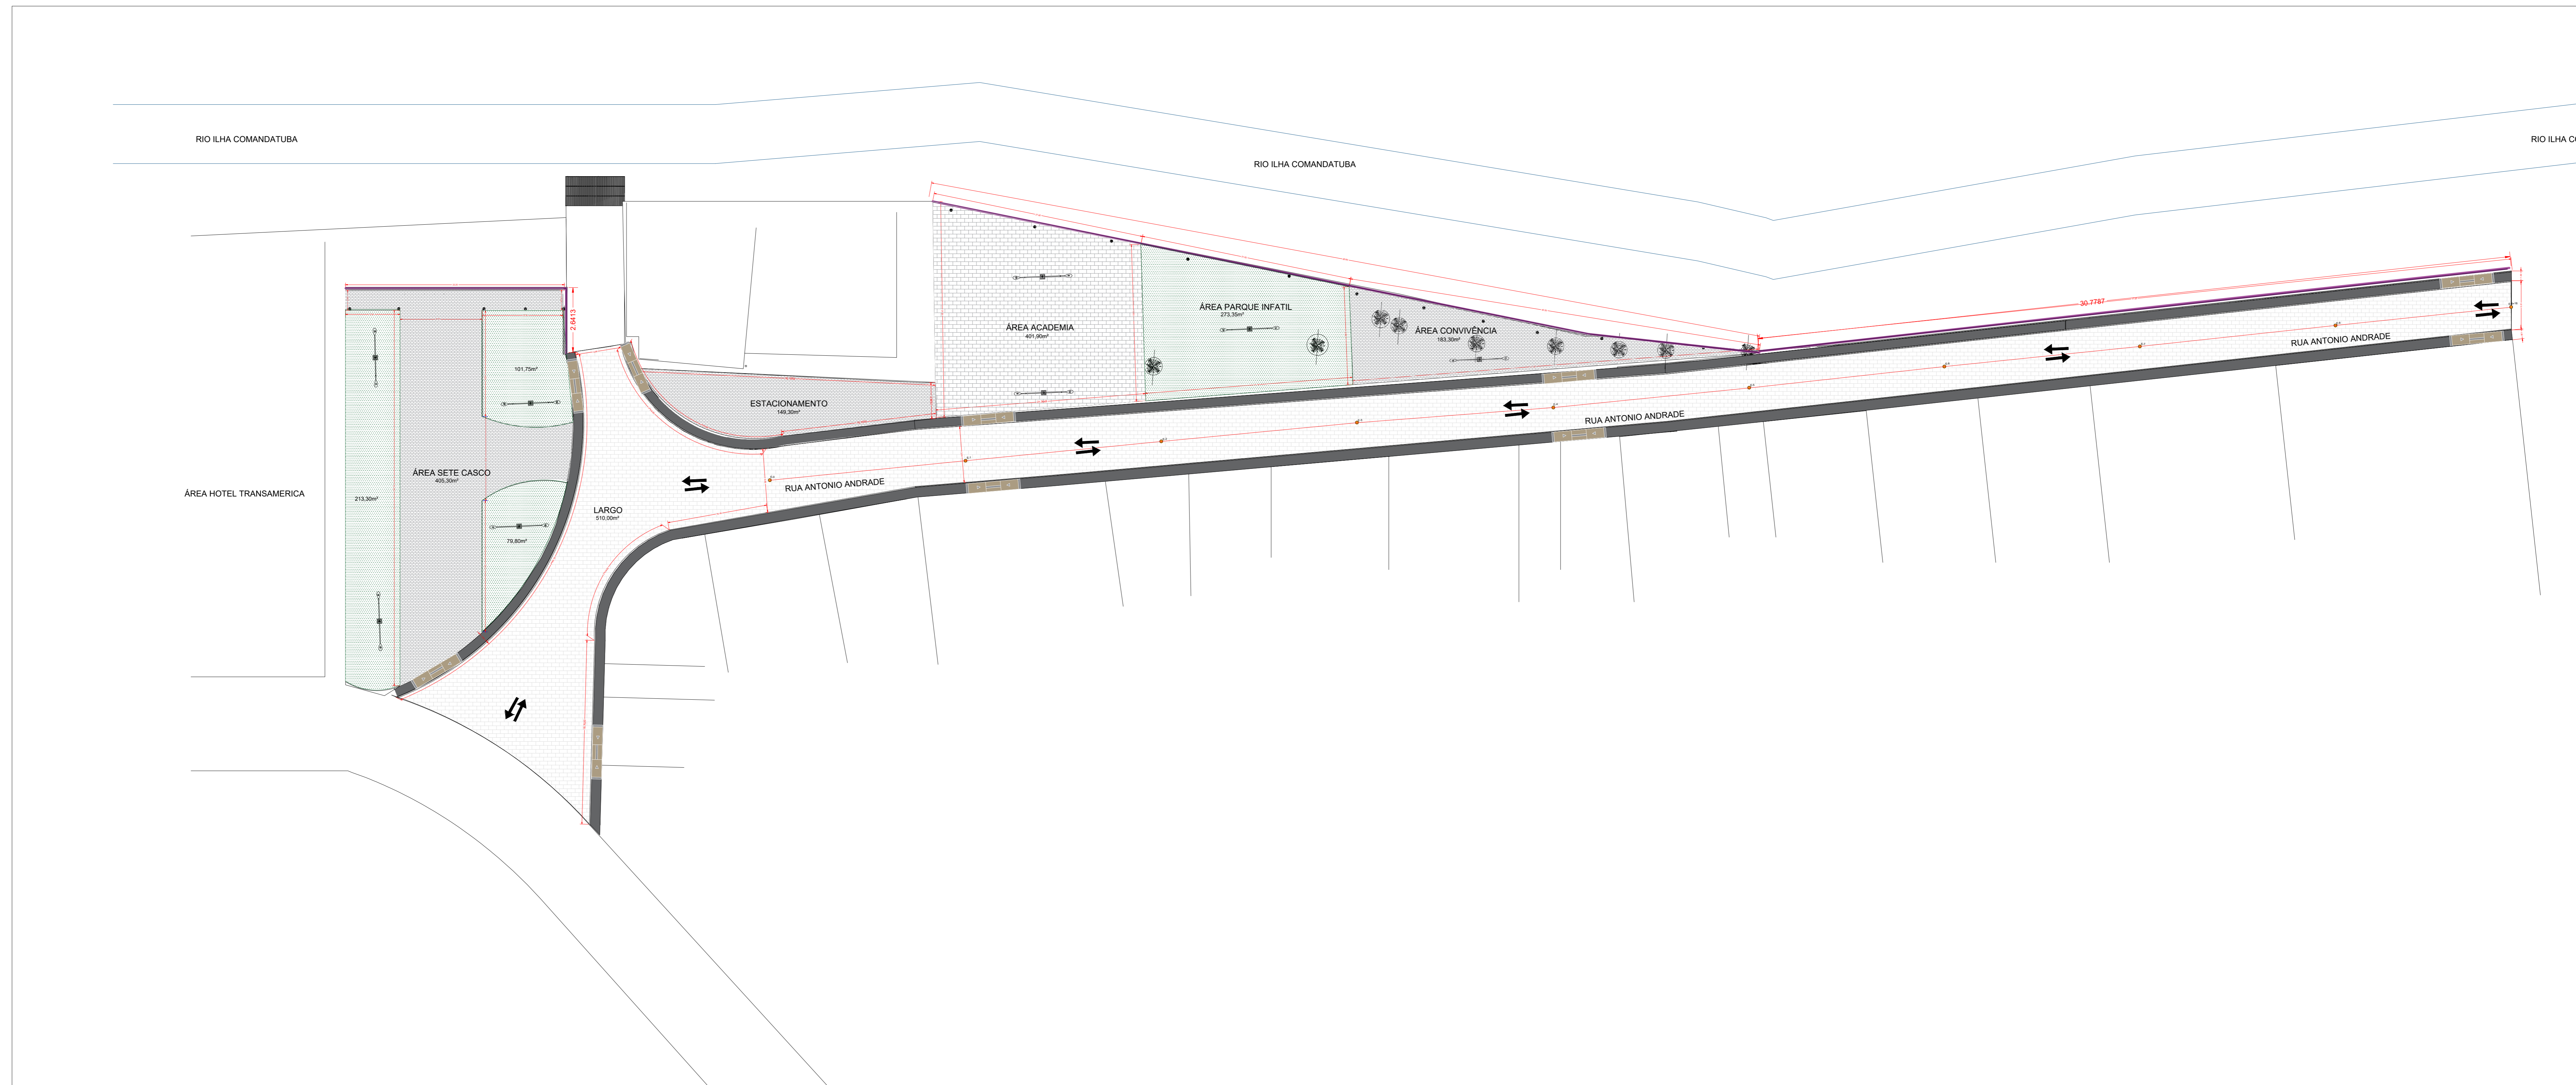 RIO ILHA COMANDATUBA
RIO ILHA COMANDATUBA
RIO ILHA CO
30.7787
2.6413
ÁREA PARQUE INFATIL
273,35m²
ÁREA ACADEMIA
401,90m²
ÁREA CONVIVÊNCIA
183,30m²
RUA ANTONIO ANDRADE
101,75m²
ESTACIONAMENTO
149,30m²
RUA ANTONIO ANDRADE
ÁREA SETE CASCO
405,30m²
RUA ANTONIO ANDRADE
ÁREA HOTEL TRANSAMERICA
213,30m²
LARGO
510,00m²
79,80m²